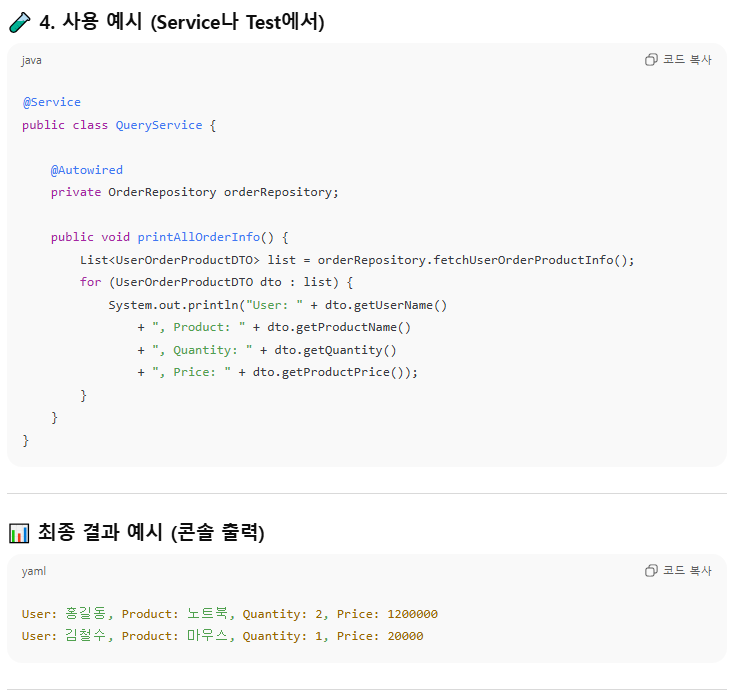 🧪 4. 사용 예시 (Service나 Test에서)
java
코드 복사
@Service
public class QueryService {
    @Autowired
    private OrderRepository orderRepository;
    public void printAllOrderInfo() {
        List<UserOrderProductDTO> list = orderRepository.fetchUserOrderProductInfo();
        for (UserOrderProductDTO dto : list) {
            System.out.println("User: " + dto.getUserName()
                + ", Product: " + dto.getProductName()
                + ", Quantity: " + dto.getQuantity()
                + ", Price: " + dto.getProductPrice());
        }
    }
}
📊 최종 결과 예시 (콘솔 출력)
yaml
코드 복사
User: 홍길동, Product: 노트북, Quantity: 2, Price: 1200000
User: 김철수, Product: 마우스, Quantity: 1, Price: 20000